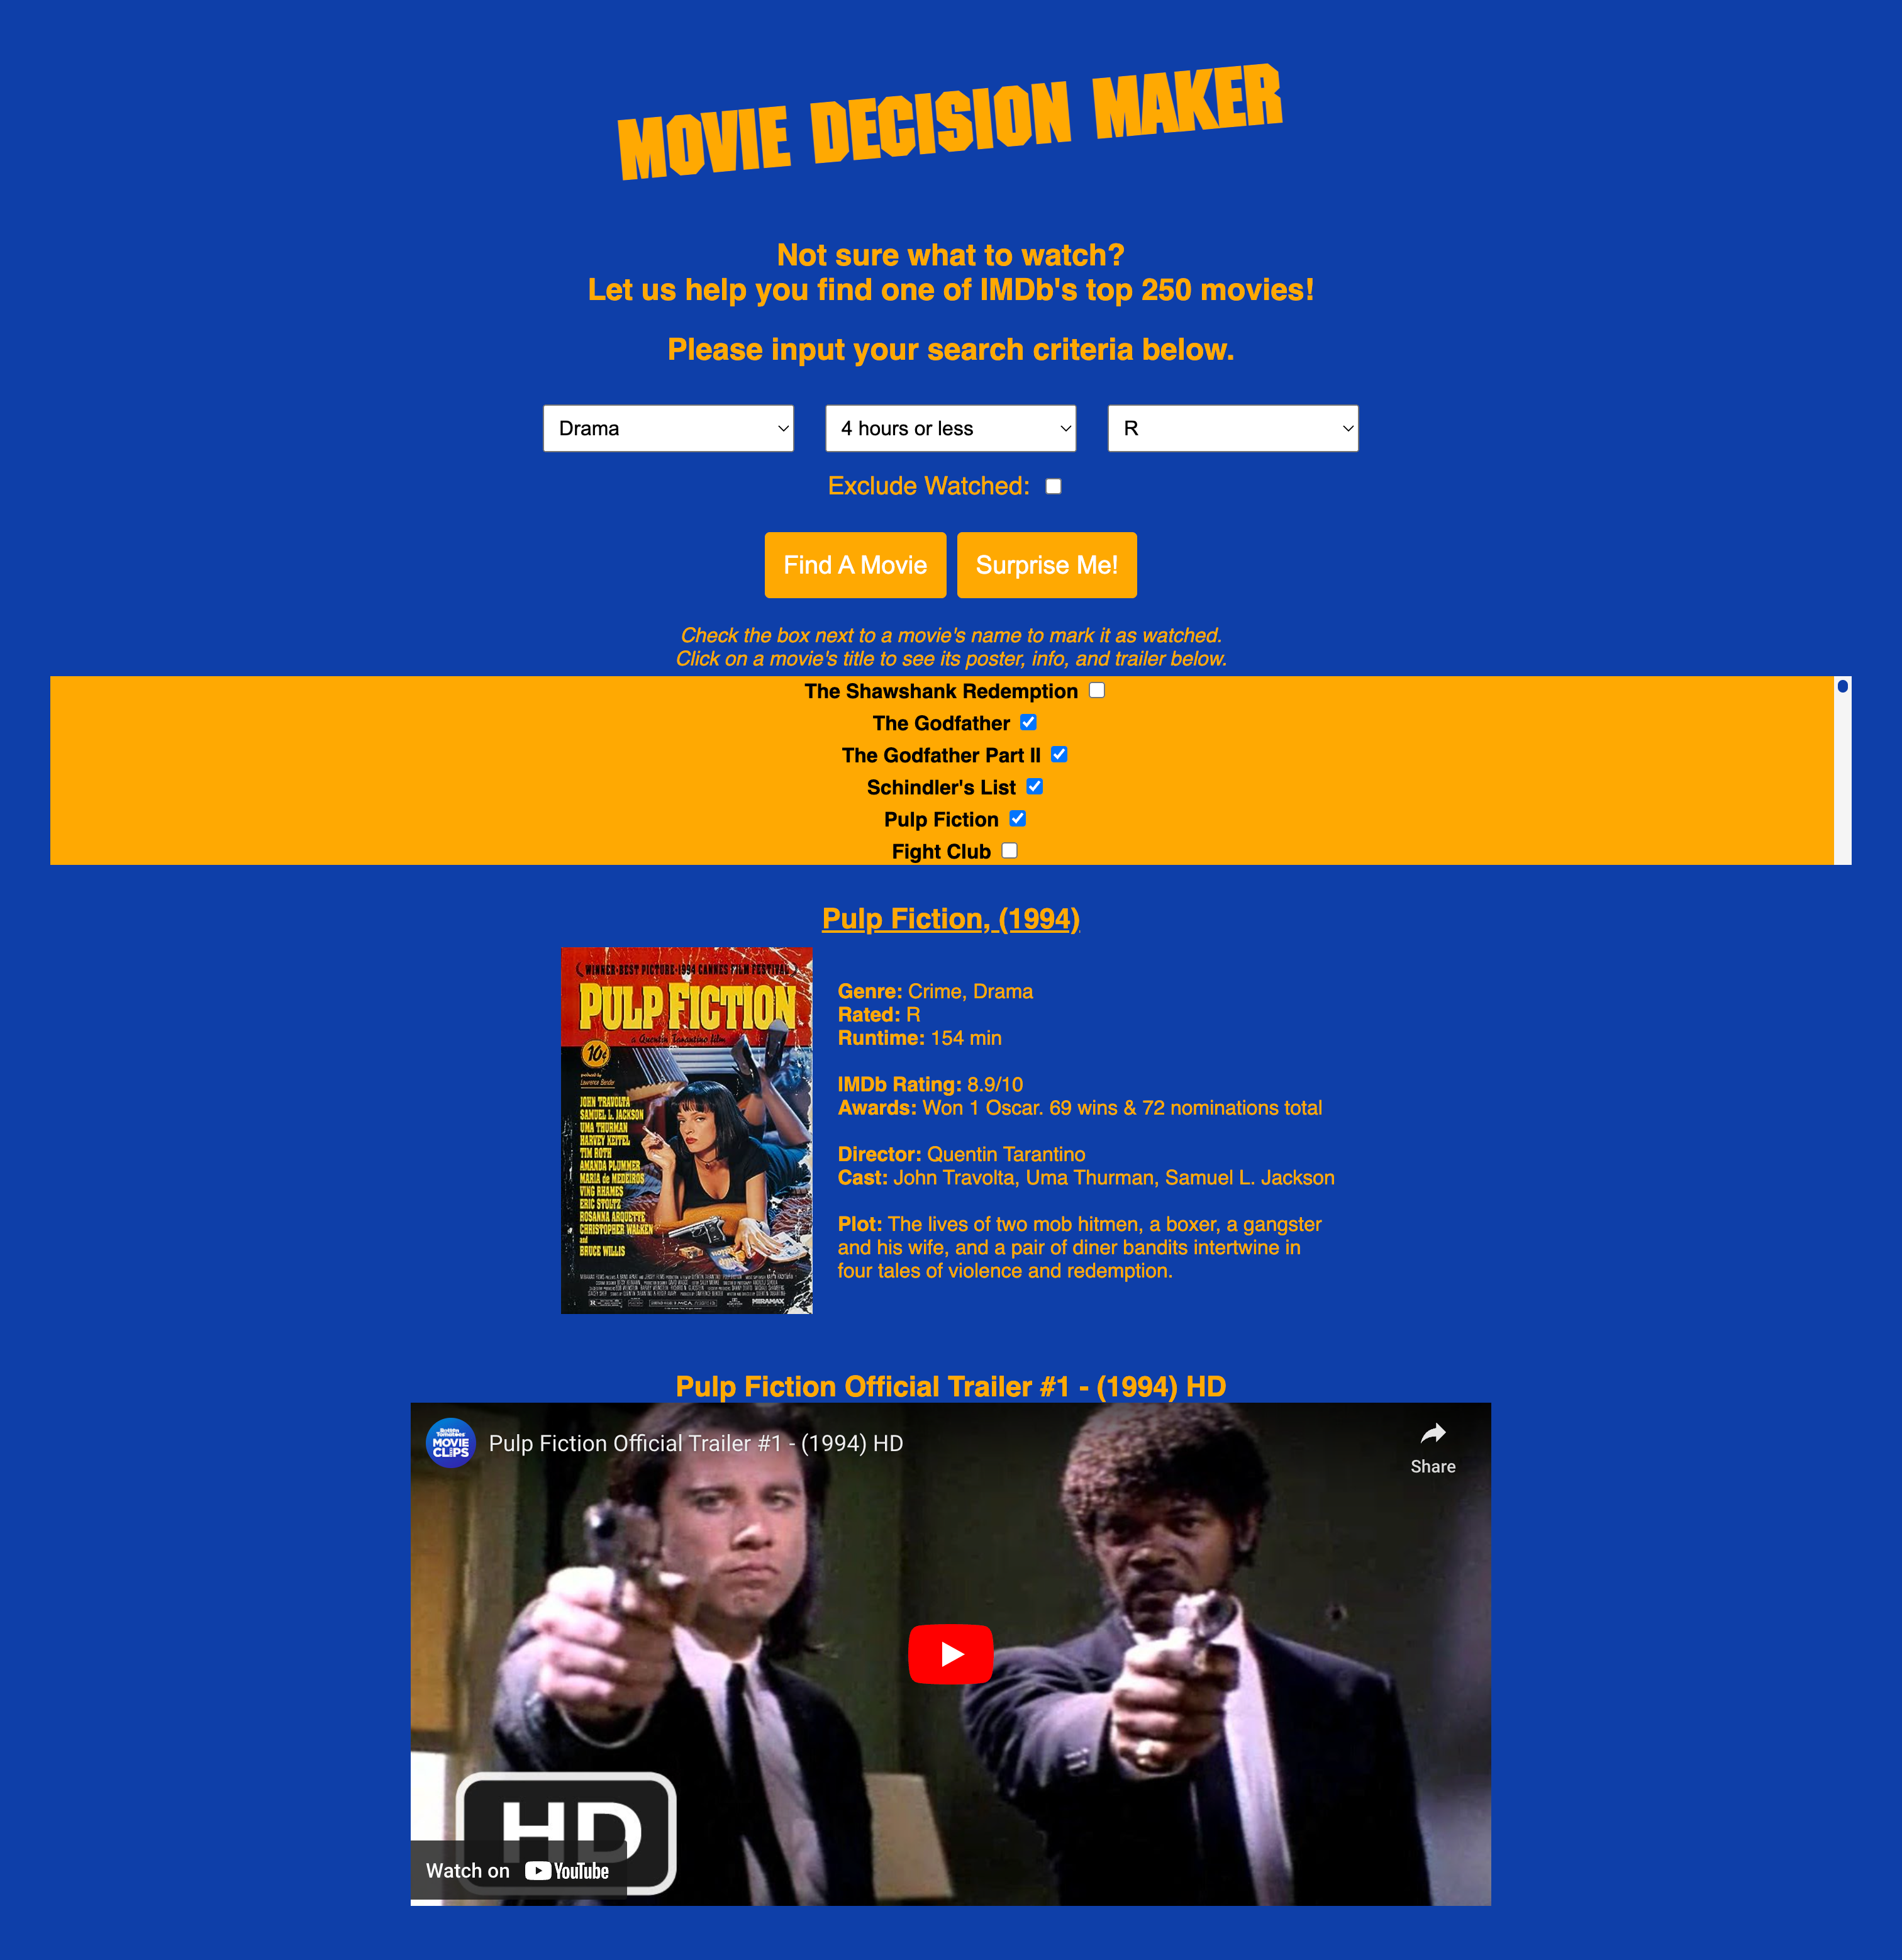 MOVIE DECISION MAKER
Not sure what to watch?
Let us help you find one of IMDb's top 250 movies!
Please input your search criteria below.
Drama
4 hours or less
R
Exclude Watched:
Find A Movie
Surprise Me!
Check the box next to a movie's name to mark it as watched.
Click on a movie's title to see its poster, info, and trailer below.
The Shawshank Redemption
The Godfather
The Godfather Part II
Schindler's List
Pulp Fiction
Fight Club
Pulp Fiction, (1994)
WINNER-BEST PICTURE-1994 CANNES FILM FESTIVAL
PULP FICTION
a Quentin Tarantino film
10¢
produced by
Lawrence Bender
JOHN TRAVOLTA
SAMUEL L. JACKSON
UMA THURMAN
HARVEY KEITEL
TIM ROTH
AMANDA PLUMMER
MARIA de MEDEIROS
VING RHAMES
ERIC STOLTZ
ROSANNA ARQUETTE
CHRISTOPHER WALKEN
and
BRUCE WILLIS
MIRAMAX
Genre: Crime, Drama
Rated: R
Runtime: 154 min
IMDb Rating: 8.9/10
Awards: Won 1 Oscar. 69 wins & 72 nominations total
Director: Quentin Tarantino
Cast: John Travolta, Uma Thurman, Samuel L. Jackson
Plot: The lives of two mob hitmen, a boxer, a gangster
and his wife, and a pair of diner bandits intertwine in
four tales of violence and redemption.
Pulp Fiction Official Trailer #1 - (1994) HD
Rotten
Tomatoes
MOVIE
CLIPS
Pulp Fiction Official Trailer #1 - (1994) HD
Share
HD
Watch on YouTube